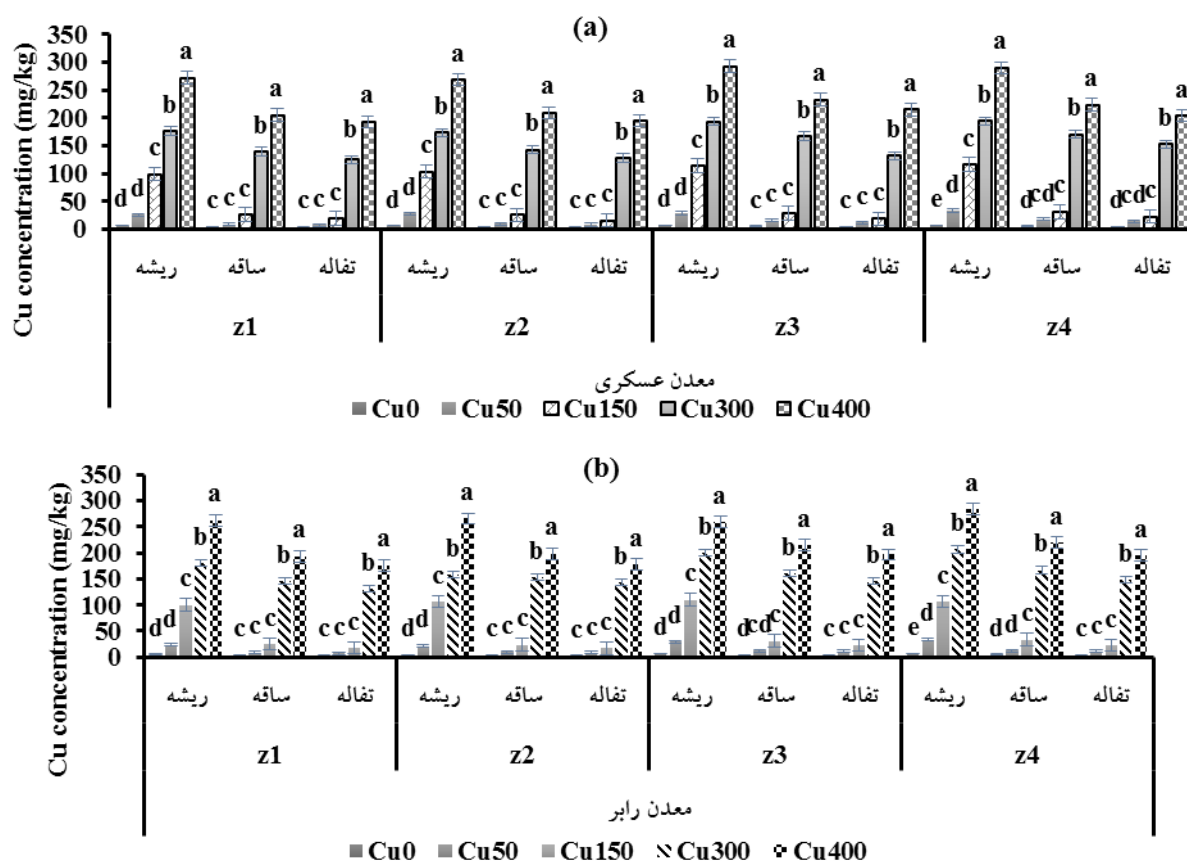 (a)
Cu concentration (mg/kg)
350
300
250
200
150
100
50
0
d d c b a c c c b a c c c b a d d c b a c c c b a c c c b a d d c b a c c c b a c c c b a e d c b a d cd c b a d cd c b a
ریشه ساقه تفاله ریشه ساقه تفاله ریشه ساقه تفاله ریشه ساقه تفاله
z1 z2 z3 z4
معدن عسکری
Cu0 Cu50 Cu150 Cu300 Cu400
(b)
Cu concentration (mg/kg)
350
300
250
200
150
100
50
0
d d c b a c c c b a c c c b a d d c b a c c c b a c c c b a d d c b a d cd c b a c c c b a e d c b a d d c b a c c c b a
ریشه ساقه تفاله ریشه ساقه تفاله ریشه ساقه تفاله ریشه ساقه تفاله
z1 z2 z3 z4
معدن رابر
Cu0 Cu50 Cu150 Cu300 Cu400